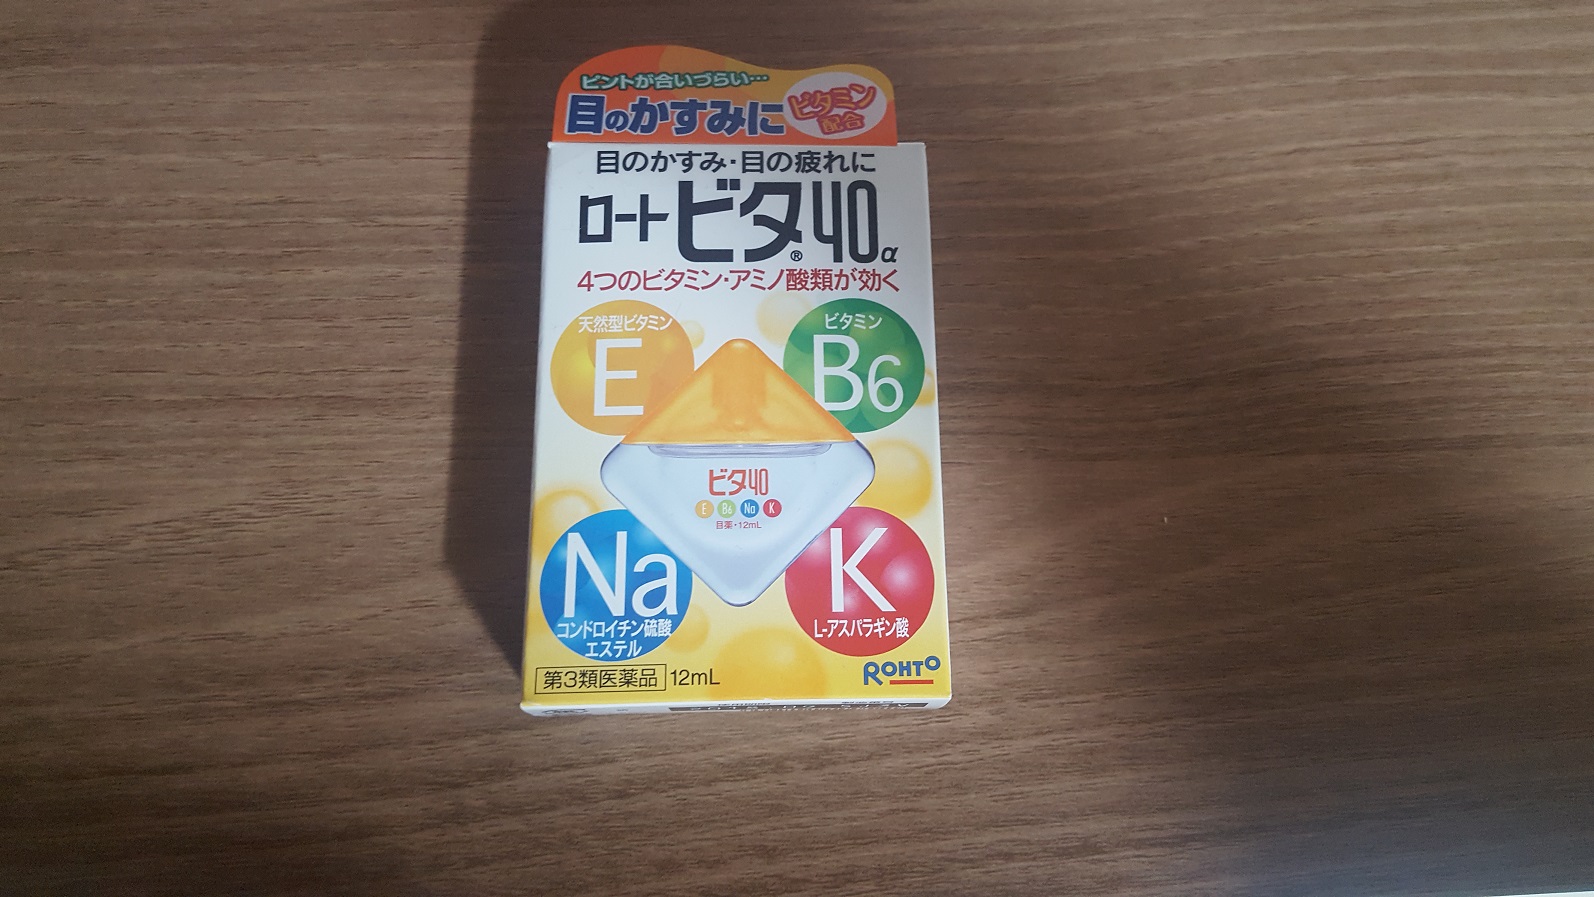 ピントが合いづらい…
目のかすみに
ビタミン
配合
目のかすみ・目の疲れに
ロートビタ®40α
4つのビタミン・アミノ酸類が効く
天然型ビタミン
E
ビタミン
B6
ビタ40
E B6 Na K
目薬・12mL
Na
コンドロイチン硫酸
エステル
K
L-アスパラギン酸
第3類医薬品 12mL
ROHTO